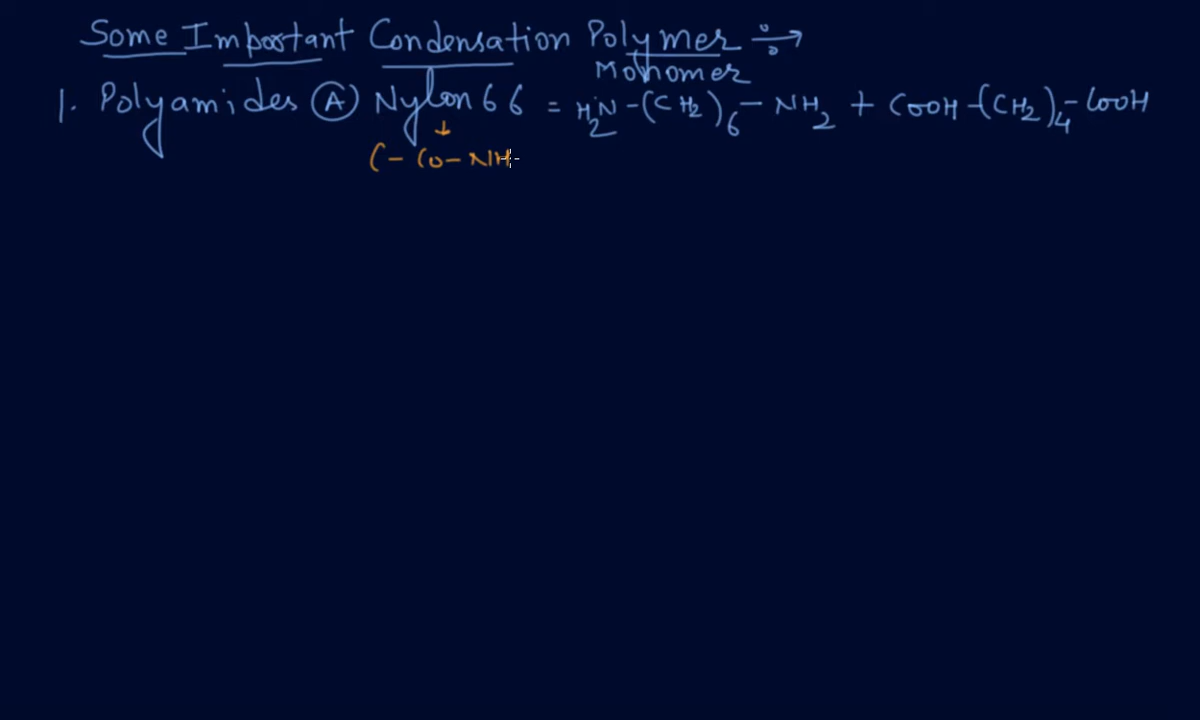 Some Important Condensation Polymer ÷→
Monomer
1. Polyamides Ⓐ Nylon 66 = H₂N-(CH₂)₆-NH₂ + COOH-(CH₂)₄-COOH
↓
(- CO- NH-